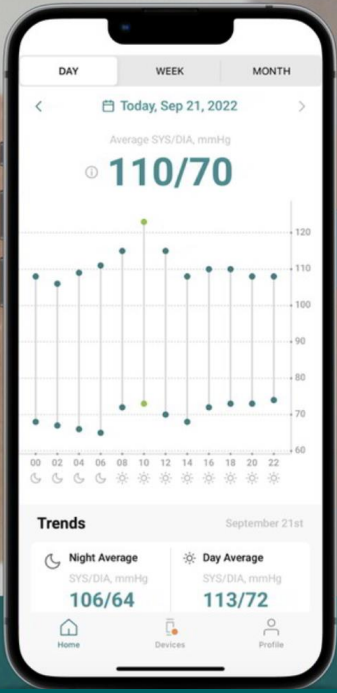 DAY WEEK MONTH
Today, Sep 21, 2022
Average SYS/DIA, mmHg
110/70
120
110
100
90
80
70
60
00 02 04 06 08 10 12 14 16 18 20 22
Trends September 21st
Night Average Day Average
SYS/DIA, mmHg SYS/DIA, mmHg
106/64 113/72
Home Devices Profile